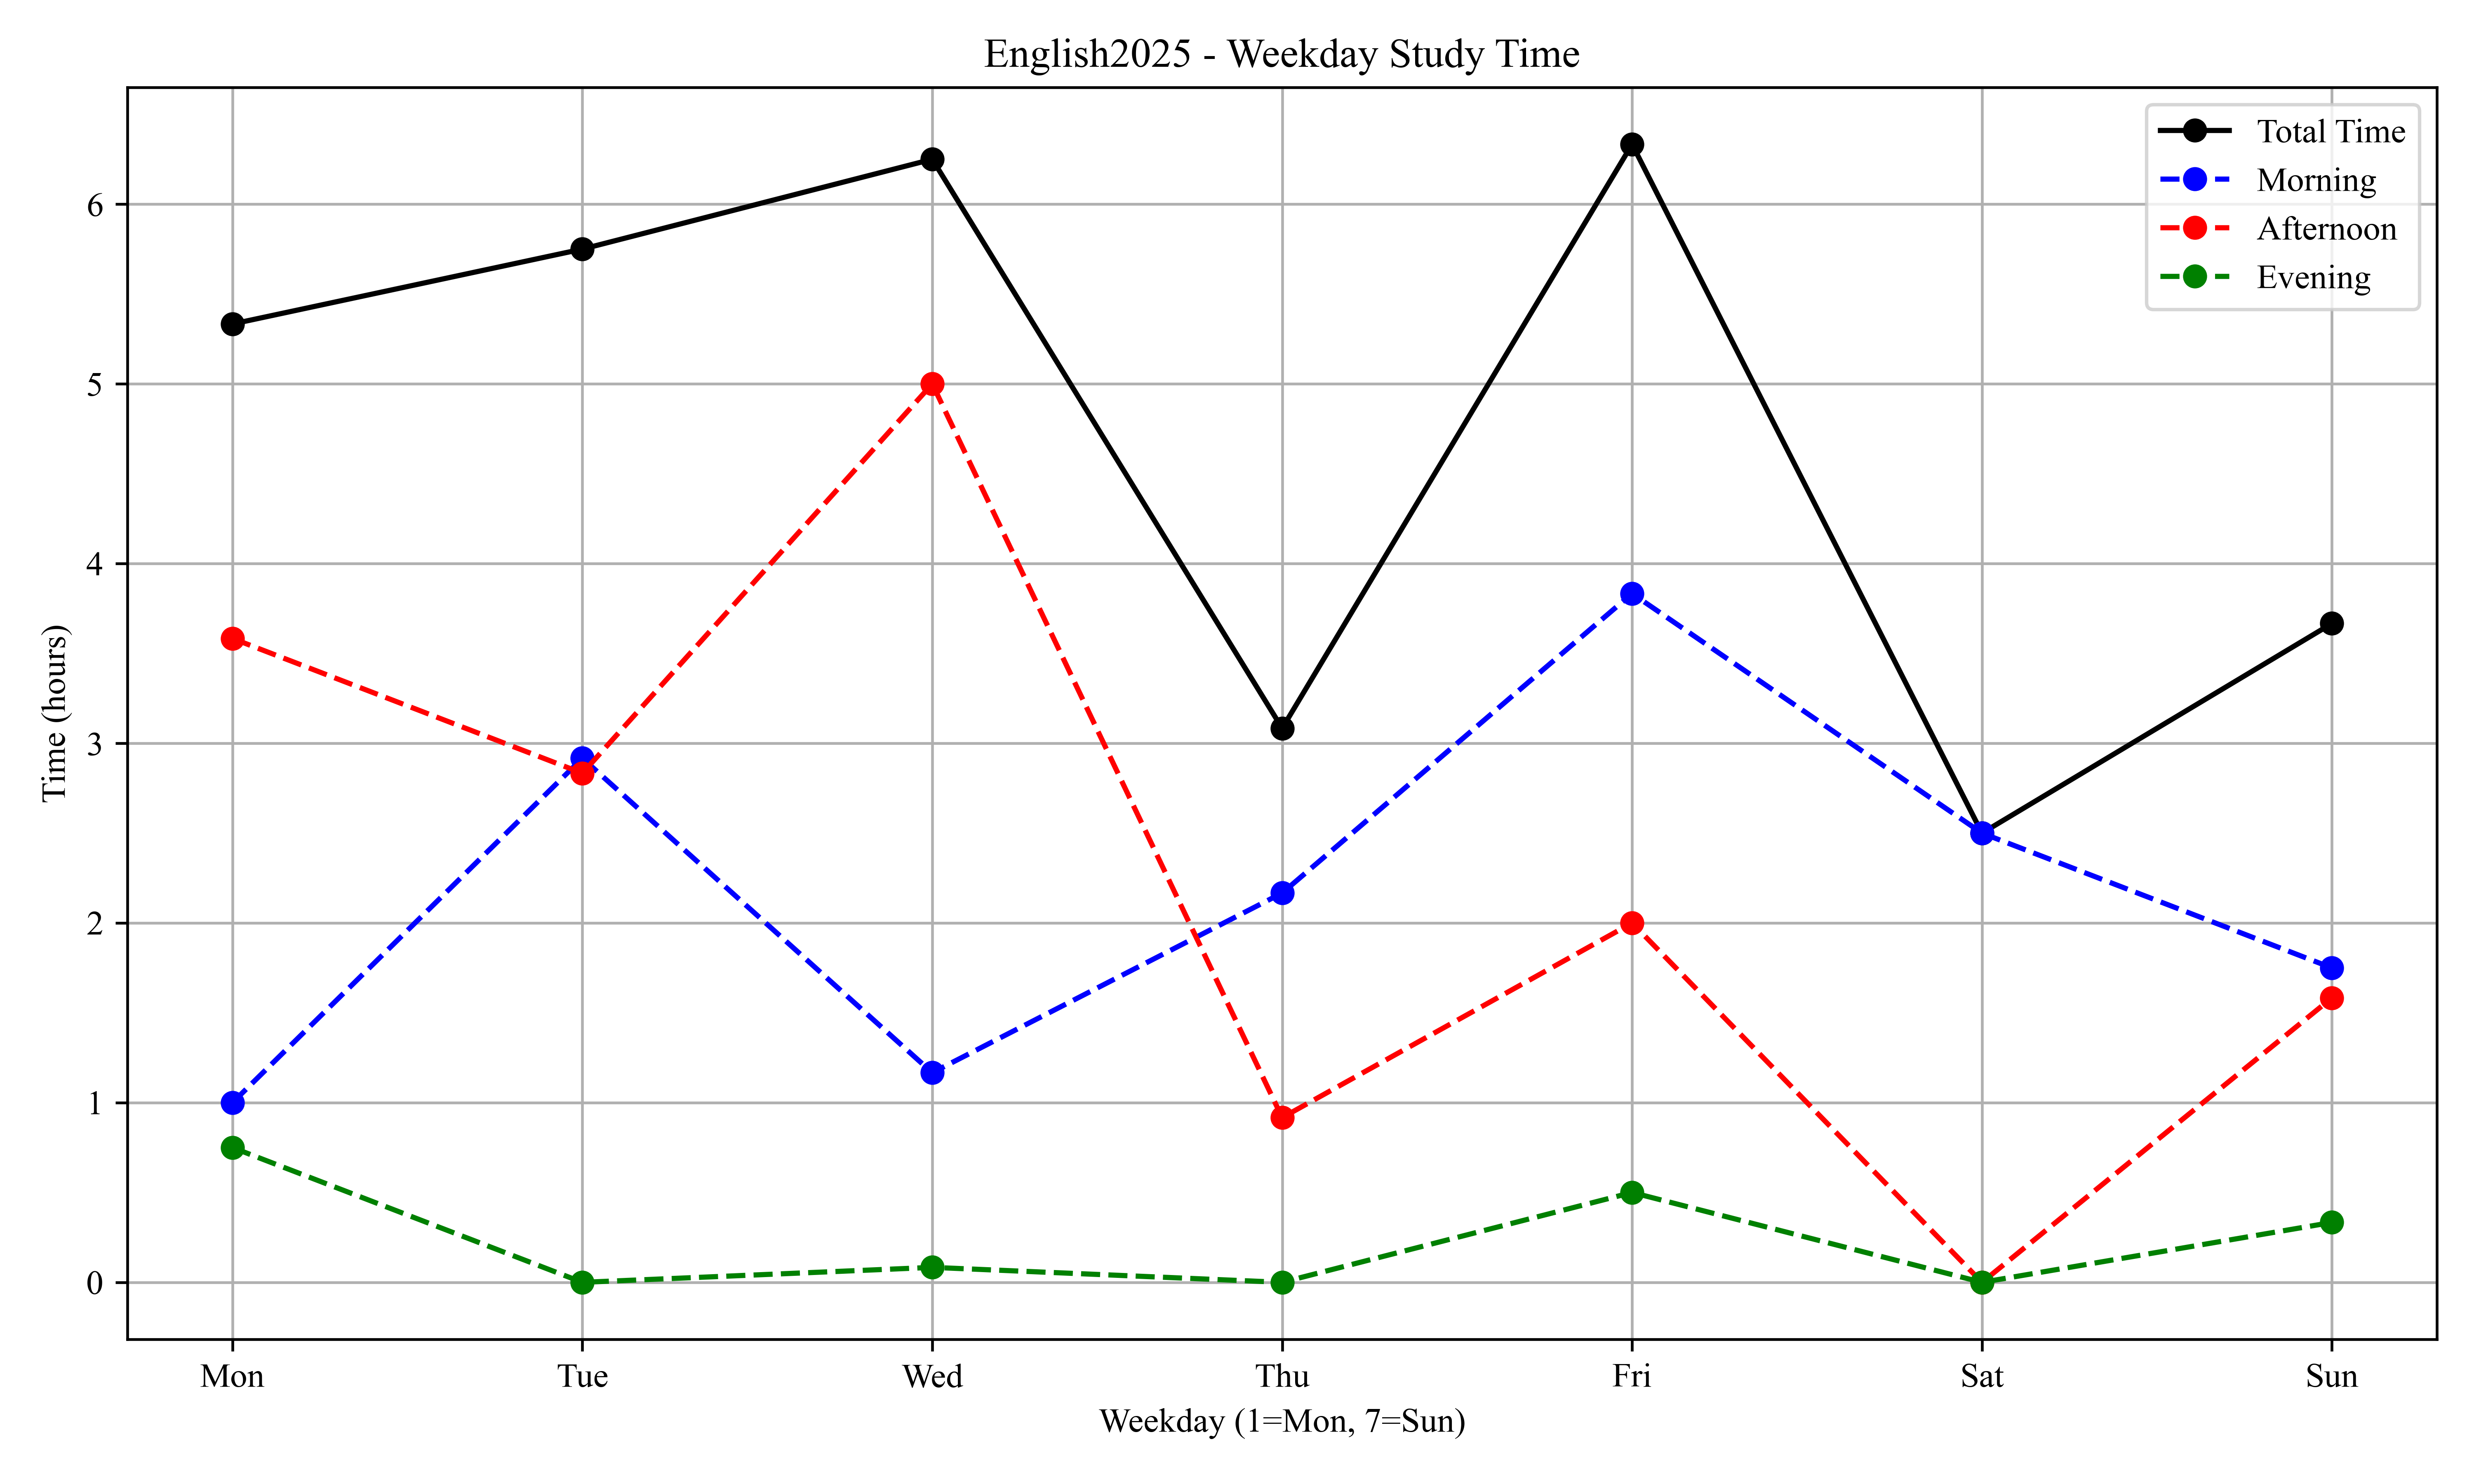 English2025 - Weekday Study Time
Total Time
Morning
Afternoon
Evening
6
5
4
3
2
1
0
Time (hours)
Mon Tue Wed Thu Fri Sat Sun
Weekday (1=Mon, 7=Sun)